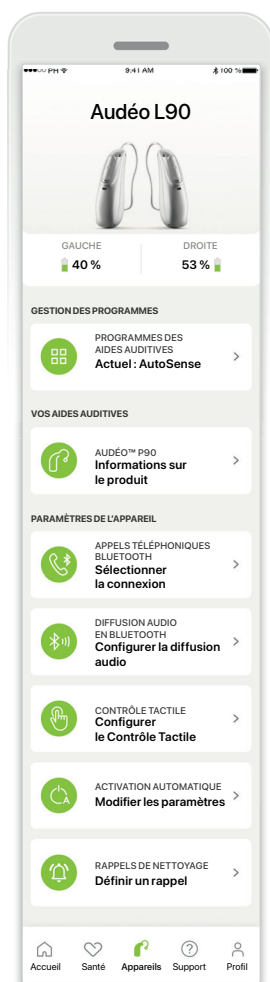 PH 9:41 AM 100 %
Audéo L90
GAUCHE DROITE
40 % 53 %
GESTION DES PROGRAMMES
PROGRAMMES DES
AIDES AUDITIVES
Actuel : AutoSense
VOS AIDES AUDITIVES
AUDÉO™ P90
Informations sur
le produit
PARAMÈTRES DE L'APPAREIL
APPELS TÉLÉPHONIQUES
BLUETOOTH
Sélectionner
la connexion
DIFFUSION AUDIO
EN BLUETOOTH
Configurer la diffusion
audio
CONTRÔLE TACTILE
Configurer
le Contrôle Tactile
ACTIVATION AUTOMATIQUE
Modifier les paramètres
RAPPELS DE NETTOYAGE
Définir un rappel
Accueil Santé Appareils Support Profil